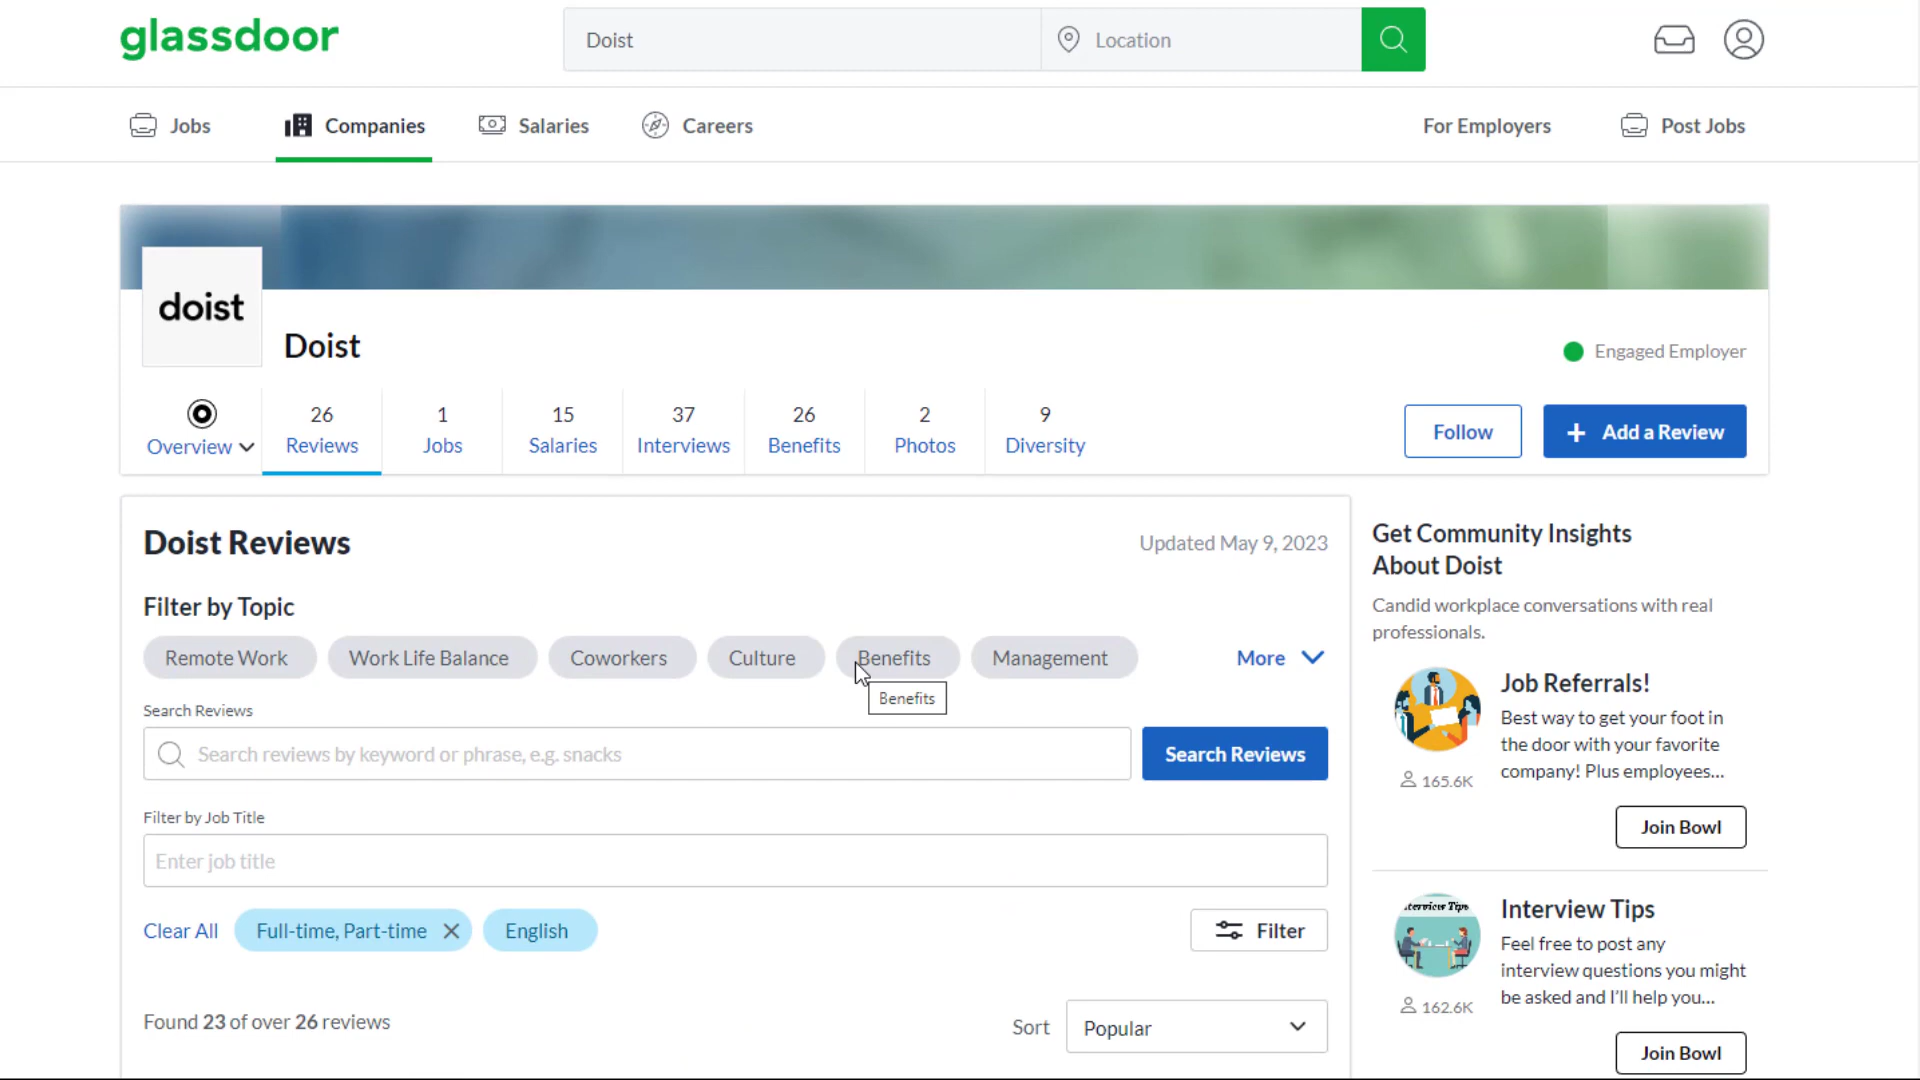 glassdoor
Doist
Location
Jobs
Companies
Salaries
Careers
For Employers
Post Jobs
doist
Doist
Engaged Employer
Overview
26
Reviews
1
Jobs
15
Salaries
37
Interviews
26
Benefits
2
Photos
9
Diversity
Follow
+ Add a Review
Doist Reviews
Updated May 9, 2023
Filter by Topic
Remote Work
Work Life Balance
Coworkers
Culture
Benefits
Management
More
Benefits
Search Reviews
Search reviews by keyword or phrase, e.g. snacks
Search Reviews
Filter by Job Title
Enter job title
Clear All
Full-time, Part-time
English
Filter
Found 23 of over 26 reviews
Sort
Popular
Get Community Insights
About Doist
Candid workplace conversations with real
professionals.
Job Referrals!
Best way to get your foot in
the door with your favorite
company! Plus employees...
165.6K
Join Bowl
Interview Tips
Interview Tips
Feel free to post any
interview questions you might
be asked and I'll help you...
162.6K
Join Bowl